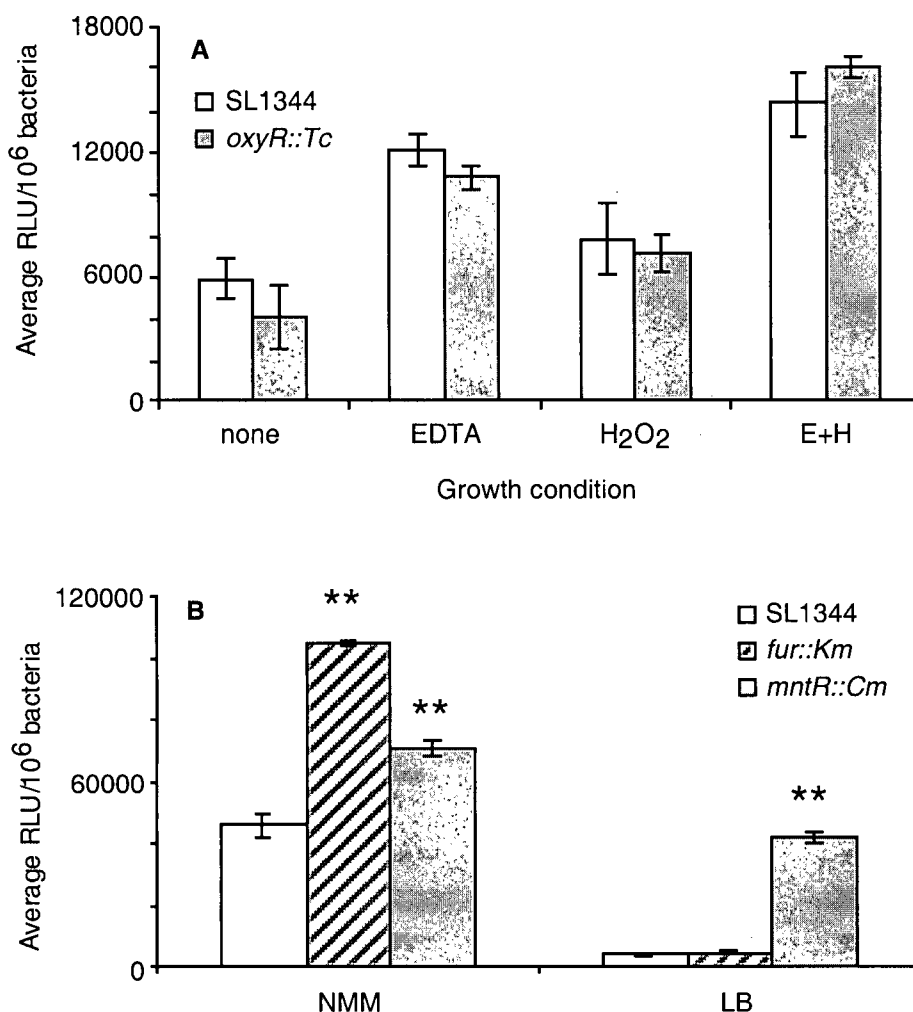 18000
A
SL1344
oxyR::Tc
12000
6000
0
Average RLU/10⁶ bacteria
none EDTA H₂O₂ E+H
Growth condition
120000
B
**
SL1344
fur::Km
mntR::Cm
**
60000
**
0
Average RLU/10⁶ bacteria
NMM LB